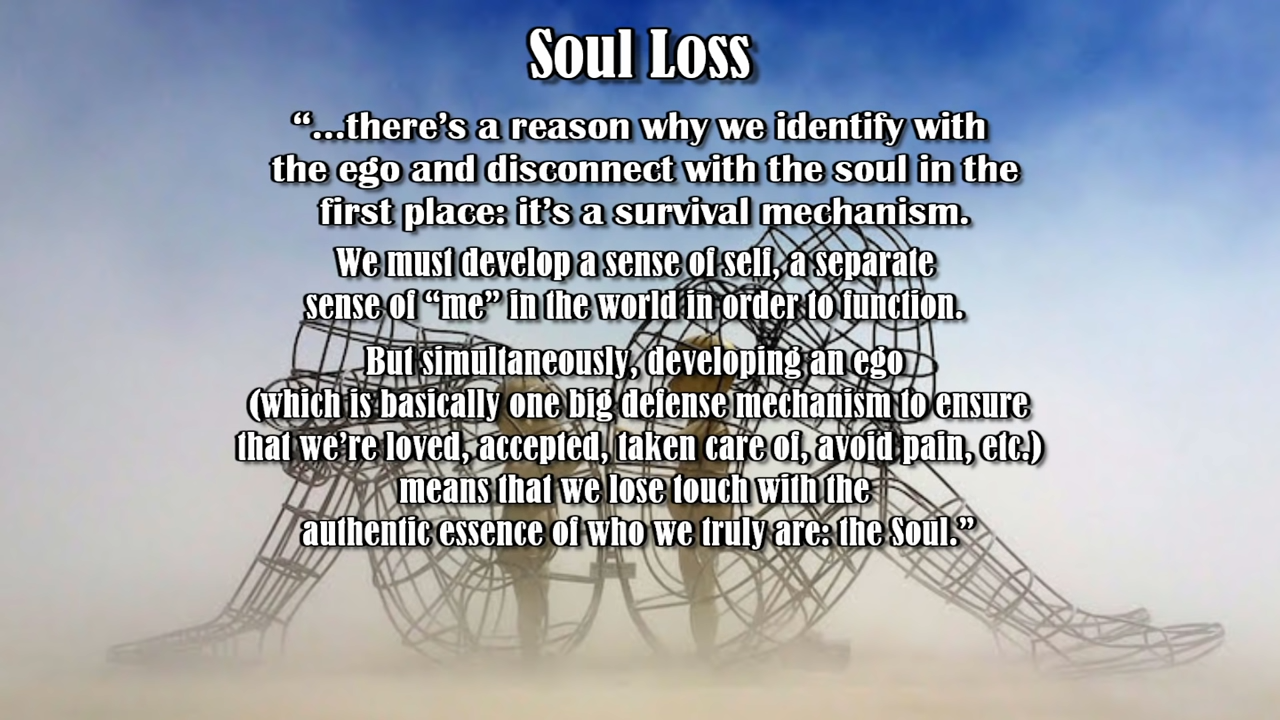 Soul Loss
“...there’s a reason why we identify with
the ego and disconnect with the soul in the
first place: it’s a survival mechanism.
We must develop a sense of self, a separate
sense of “me” in the world in order to function.
But simultaneously, developing an ego
(which is basically one big defense mechanism to ensure
that we’re loved, accepted, taken care of, avoid pain, etc.)
means that we lose touch with the
authentic essence of who we truly are: the Soul.”